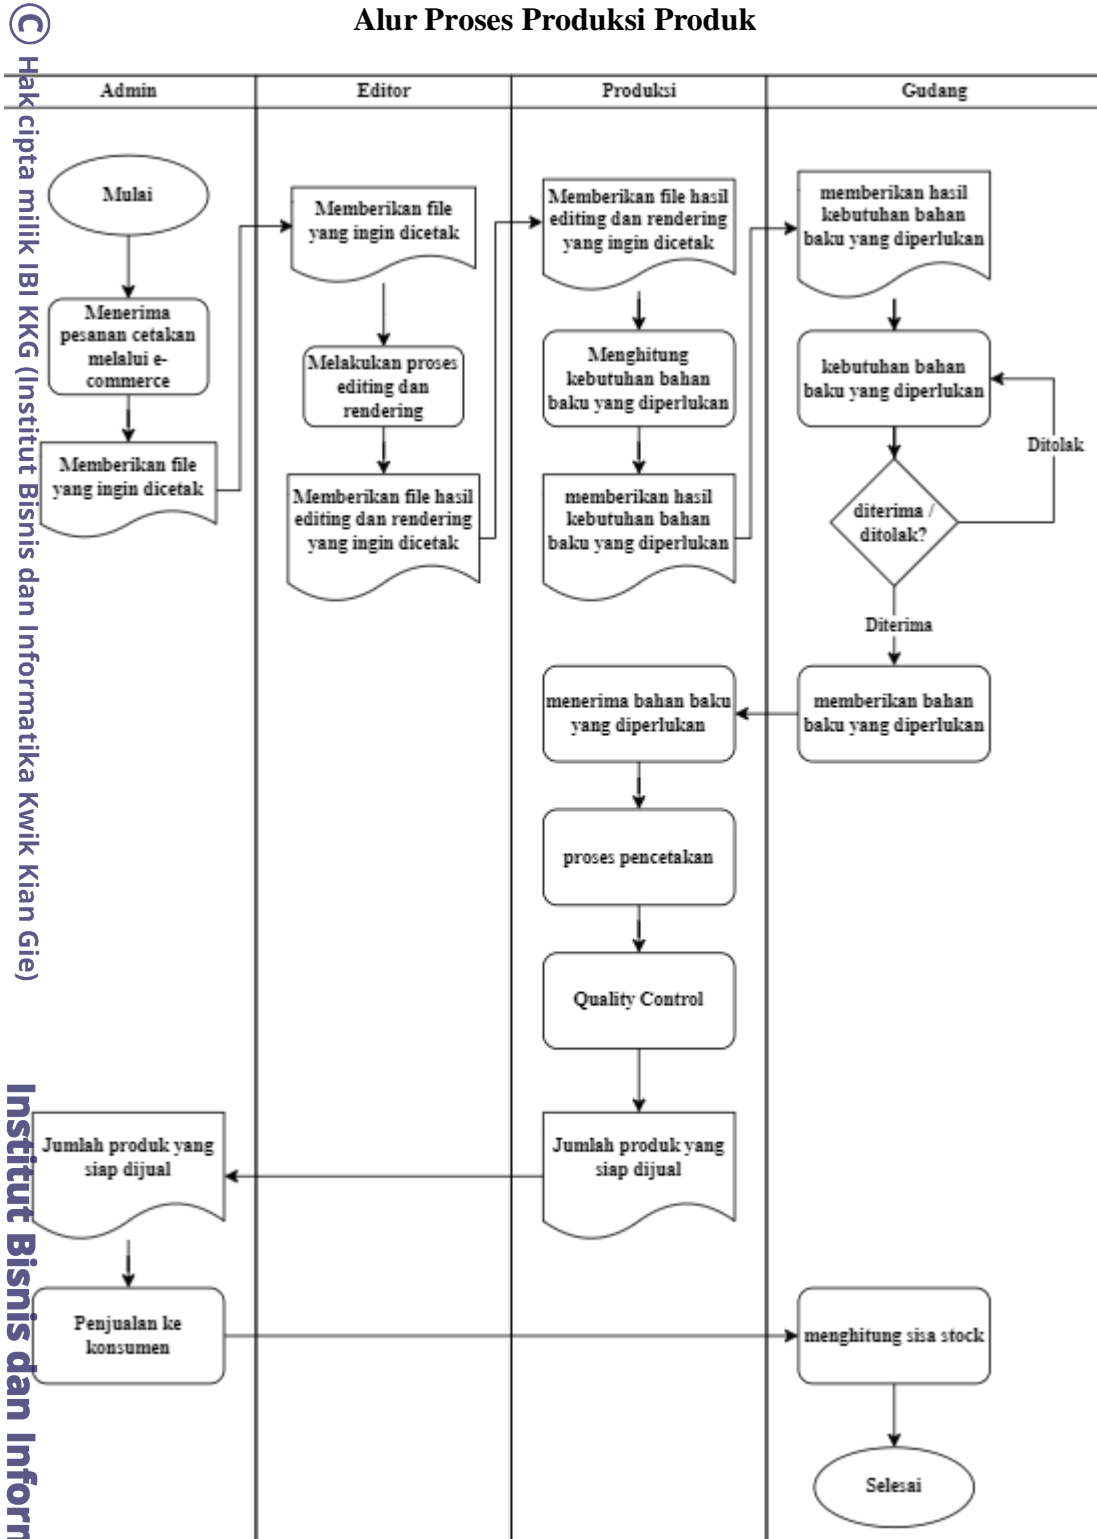 Alur Proses Produksi Produk
© Hak cipta milik IBI KKG (Institut Bisnis dan Informatika Kwik Kian Gie)
Institut Bisnis dan Inform
Admin
Editor
Produksi
Gudang
Mulai
Menerima
pesanan cetakan
melalui e-
commerce
Memberikan file
yang ingin dicetak
Memberikan file
yang ingin dicetak
Melakukan proses
editing dan
rendering
Memberikan file hasil
editing dan rendering
yang ingin dicetak
Memberikan file hasil
editing dan rendering
yang ingin dicetak
Menghitung
kebutuhan bahan
baku yang diperlukan
memberikan hasil
kebutuhan bahan
baku yang diperlukan
memberikan hasil
kebutuhan bahan
baku yang diperlukan
kebutuhan bahan
baku yang diperlukan
Ditolak
diterima /
ditolak?
Diterima
memberikan bahan
baku yang diperlukan
menerima bahan baku
yang diperlukan
proses pencetakan
Quality Control
Jumlah produk yang
siap dijual
Jumlah produk yang
siap dijual
Penjualan ke
konsumen
menghitung sisa stock
Selesai